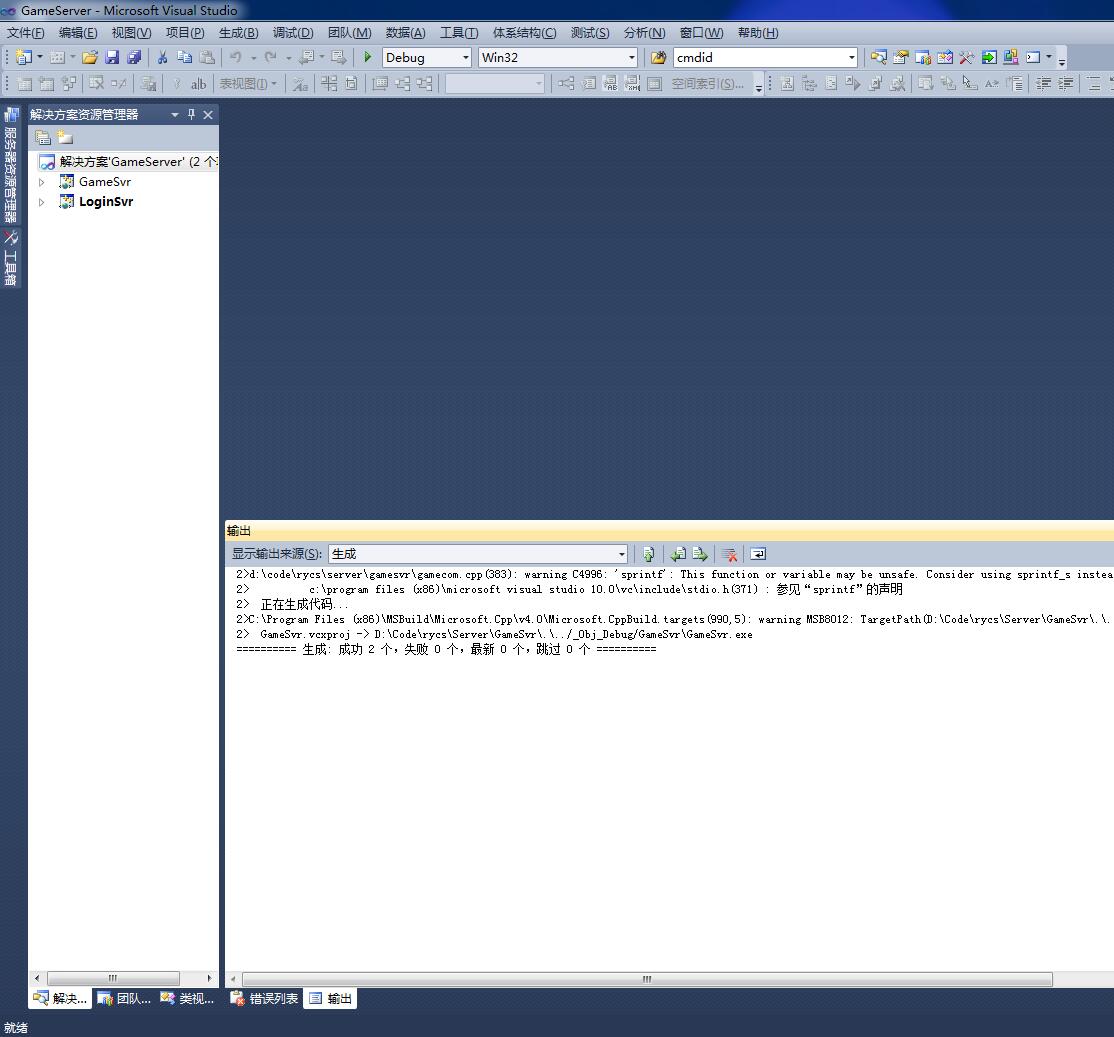 GameServer - Microsoft Visual Studio
文件(F) 编辑(E) 视图(V) 项目(P) 生成(B) 调试(D) 团队(M) 数据(A) 工具(T) 体系结构(C) 测试(S) 分析(N) 窗口(W) 帮助(H)
Debug Win32 cmdid
ab 表视图(I) 空间索引(S)...
服务器资源管理器
工具箱
解决方案资源管理器
解决方案'GameServer' (2 个
GameSvr
LoginSvr
输出
显示输出来源(S): 生成
2>d:\code\rycs\server\gamesvr\gamecom.cpp(383): warning C4996: 'sprintf': This function or variable may be unsafe. Consider using sprintf_s instea
2> c:\program files (x86)\microsoft visual studio 10.0\vc\include\stdio.h(371) : 参见“sprintf”的声明
2> 正在生成代码...
2>C:\Program Files (x86)\MSBuild\Microsoft.Cpp\v4.0\Microsoft.CppBuild.targets(990,5): warning MSB8012: TargetPath(D:\Code\rycs\Server\GameSvr\.\.
2> GameSvr.vcxproj -> D:\Code\rycs\Server\GameSvr\.\../_Obj_Debug/GameSvr\GameSvr.exe
========== 生成: 成功 2 个，失败 0 个，最新 0 个，跳过 0 个 ==========
解决... 团队... 类视... 错误列表 输出
就绪